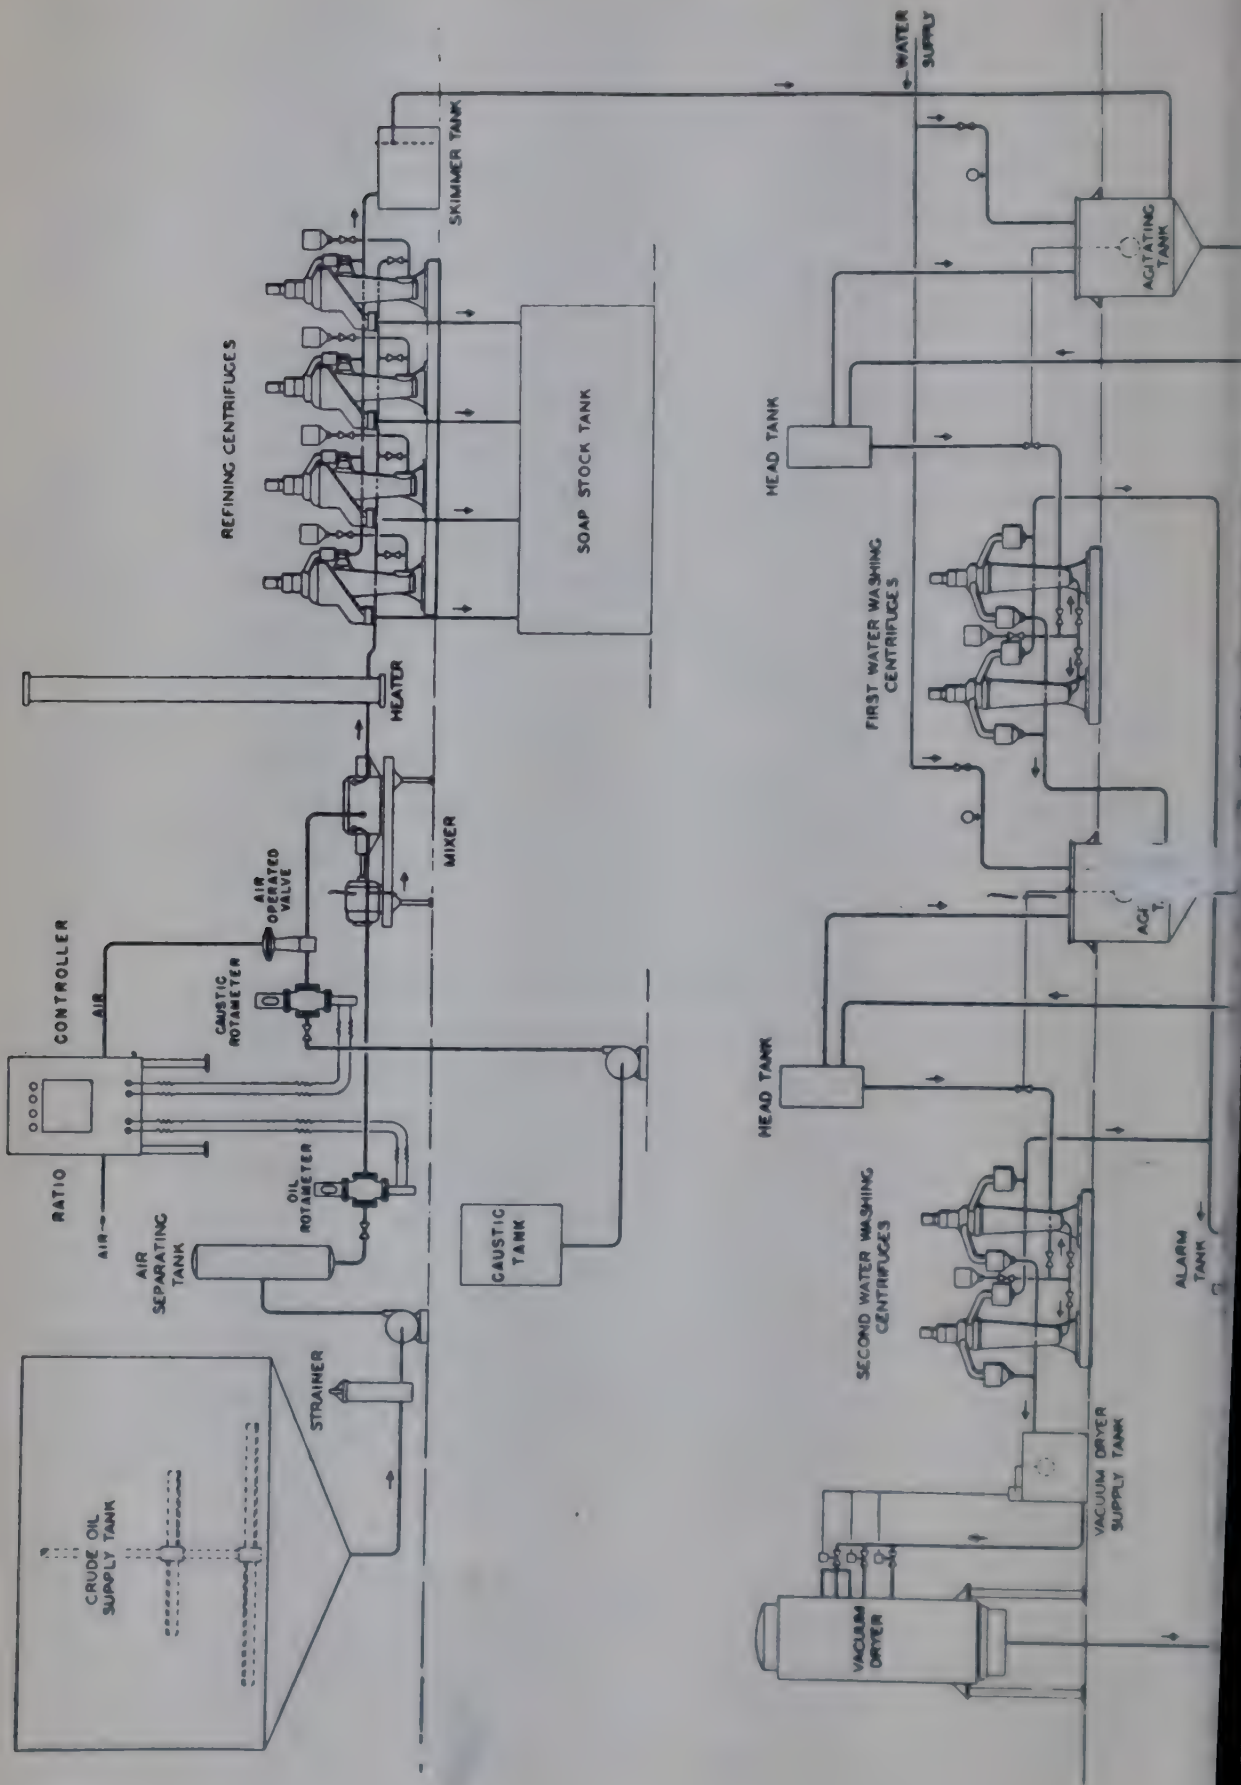 CRUDE OIL
SUPPLY TANK
STRAINER
AIR
SEPARATING
TANK
AIR
RATIO
CONTROLLER
AIR
OIL
ROTAMETER
CAUSTIC
ROTAMETER
AIR
OPERATED
VALVE
CAUSTIC
TANK
MIXER
HEATER
REFINING CENTRIFUGES
SOAP STOCK TANK
SKIMMER TANK
WATER
SUPPLY
VACUUM
DRYER
VACUUM DRYER
SUPPLY TANK
SECOND WATER WASHING
CENTRIFUGES
ALARM
TANK
HEAD TANK
FIRST WATER WASHING
CENTRIFUGES
HEAD TANK
AGITATING
TANK